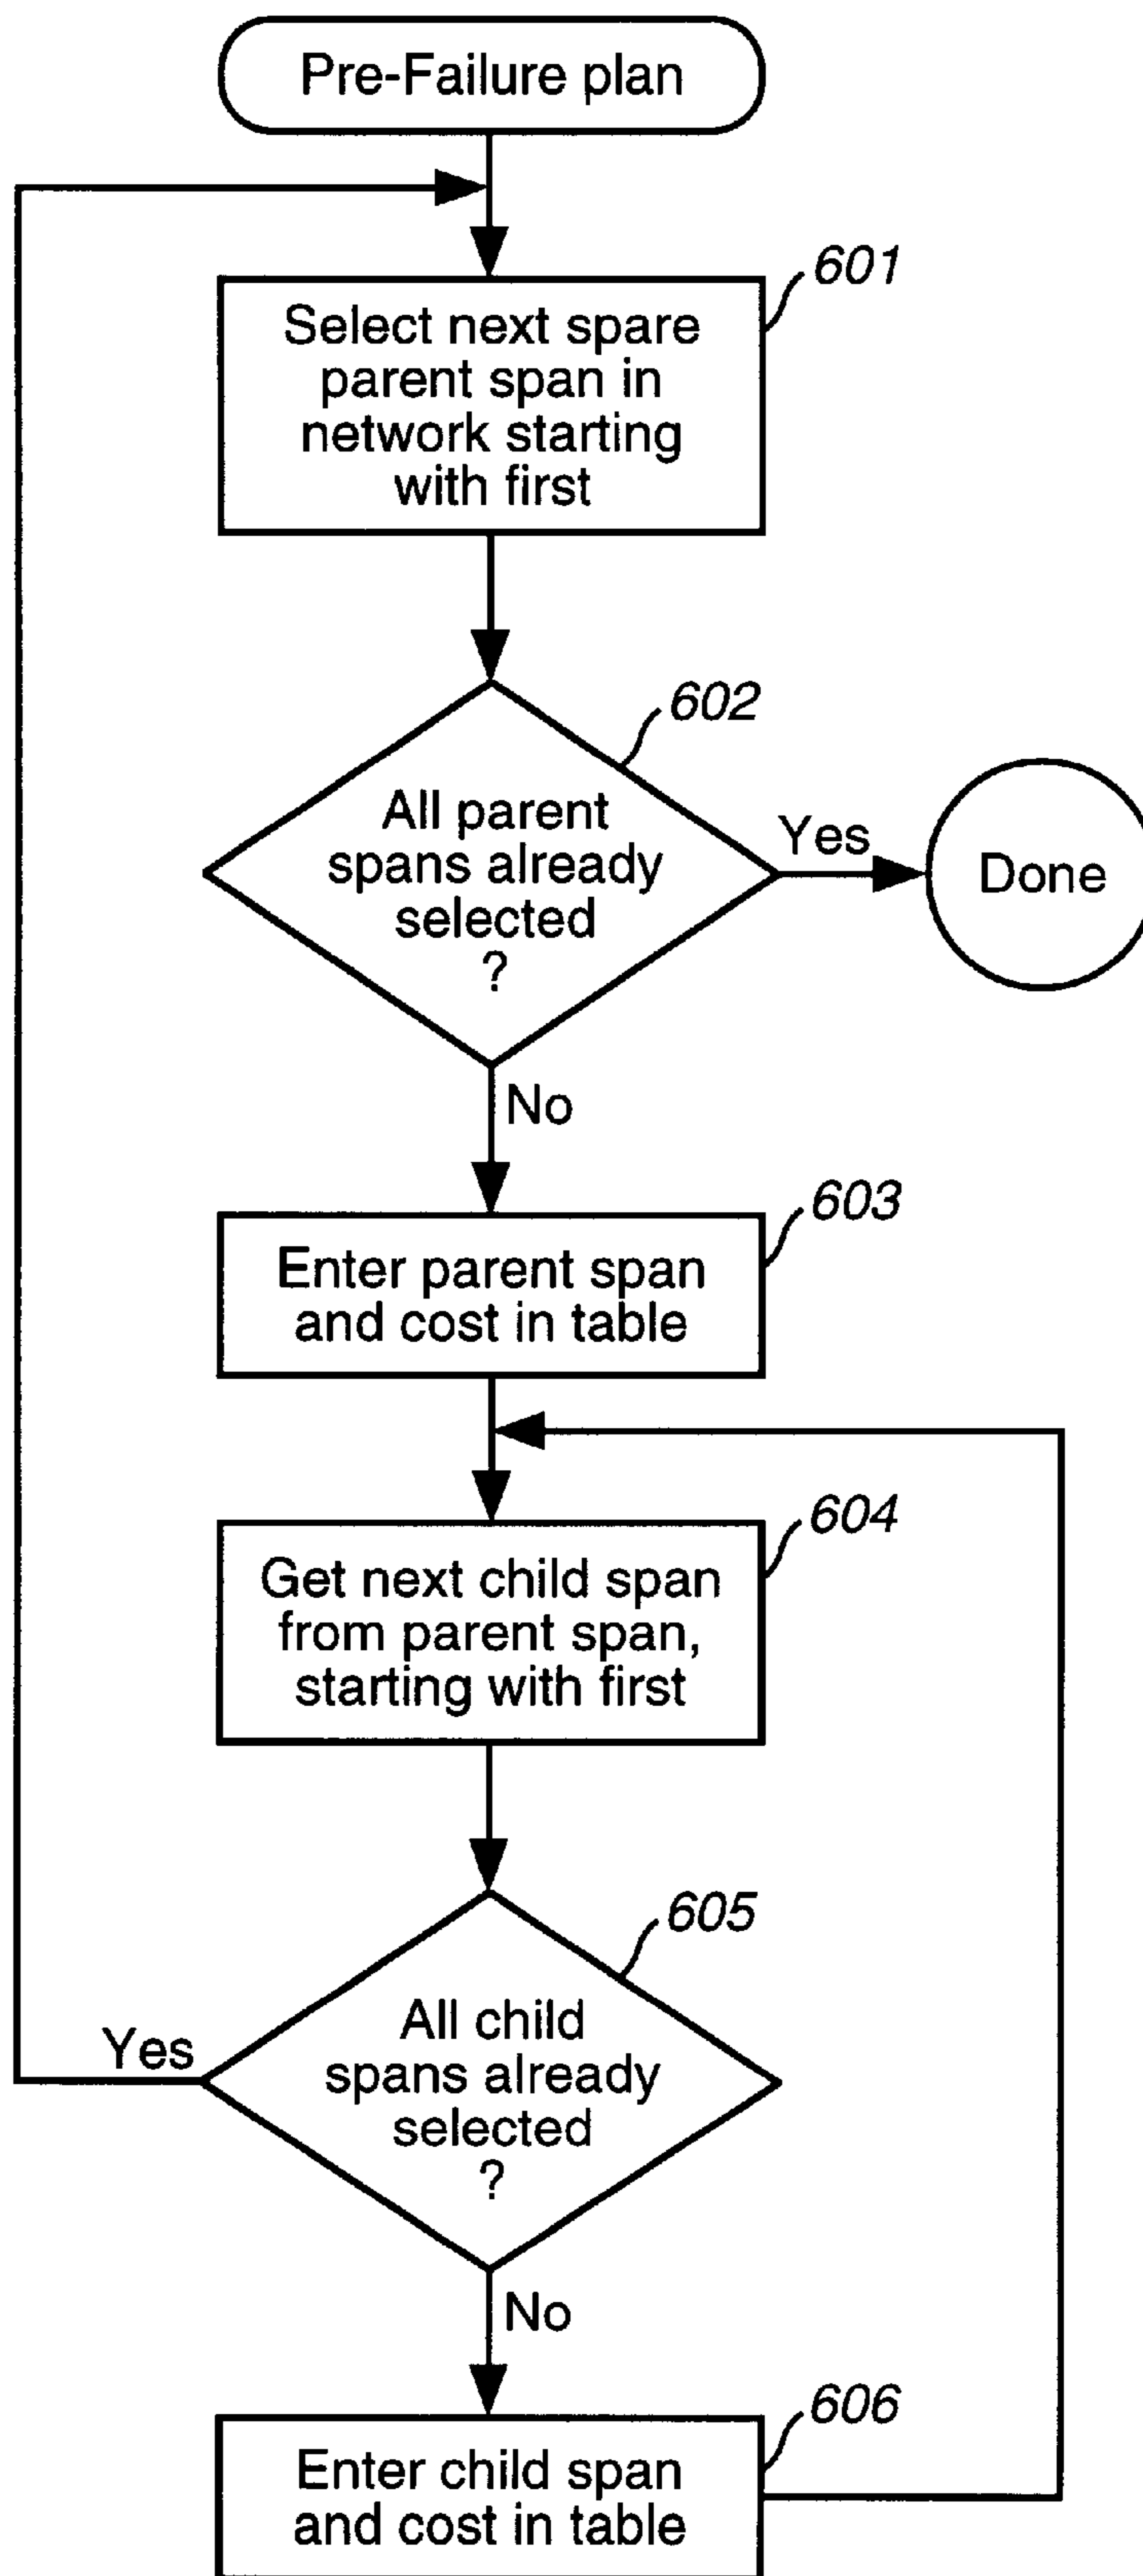 Pre-Failure plan
601
Select next spare
parent span in
network starting
with first
602
All parent
spans already
selected
?
Yes
Done
No
603
Enter parent span
and cost in table
604
Get next child span
from parent span,
starting with first
605
All child
spans already
selected
?
Yes
No
606
Enter child span
and cost in table